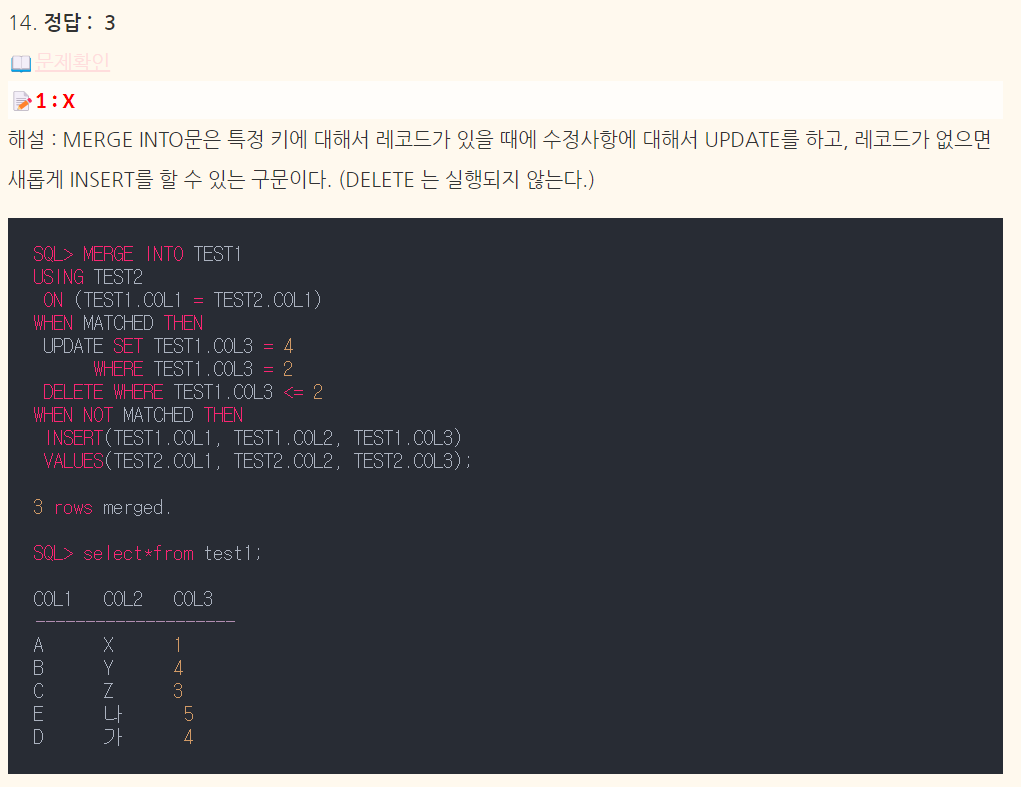 14. 정답 : 3
문제확인
1 : X
해설 : MERGE INTO문은 특정 키에 대해서 레코드가 있을 때에 수정사항에 대해서 UPDATE를 하고, 레코드가 없으면
새롭게 INSERT를 할 수 있는 구문이다. (DELETE 는 실행되지 않는다.)
SQL> MERGE INTO TEST1
USING TEST2
ON (TEST1.COL1 = TEST2.COL1)
WHEN MATCHED THEN
UPDATE SET TEST1.COL3 = 4
WHERE TEST1.COL3 = 2
DELETE WHERE TEST1.COL3 <= 2
WHEN NOT MATCHED THEN
INSERT(TEST1.COL1, TEST1.COL2, TEST1.COL3)
VALUES(TEST2.COL1, TEST2.COL2, TEST2.COL3);
3 rows merged.
SQL> select*from test1;
COL1 COL2 COL3
--------------------
A X 1
B Y 4
C Z 3
E 나 5
D 가 4